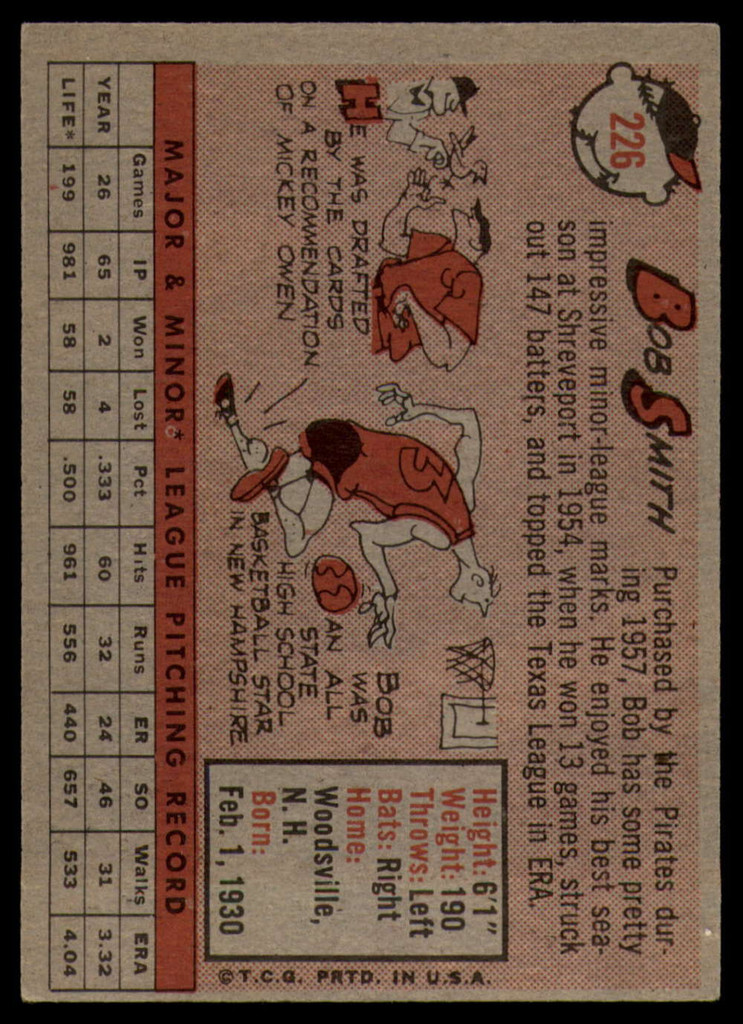 226
BOB SMITH
Purchased by the Pirates dur-
ing 1957, Bob has some pretty
impressive minor-league marks. He enjoyed his best sea-
son at Shreveport in 1954, when he won 13 games, struck
out 147 batters, and topped the Texas League in ERA.
HE WAS DRAFTED
BY THE CARDS
ON A RECOMMENDATION
OF MICKEY OWEN
3
BOB
WAS
AN ALL
STATE
HIGH SCHOOL
BASKETBALL STAR
IN NEW HAMPSHIRE
Height: 6'1"
Weight: 190
Throws: Left
Bats: Right
Home:
Woodsville,
N. H.
Born:
Feb. 1, 1930
© T.C.G. PRTD. IN U.S.A.
MAJOR & MINOR* LEAGUE PITCHING RECORD
Games IP Won Lost Pct Hits Runs ER SO Walks ERA
YEAR 26 65 2 4 .333 60 32 24 46 31 3.32
LIFE* 199 981 58 58 .500 961 556 440 657 533 4.04